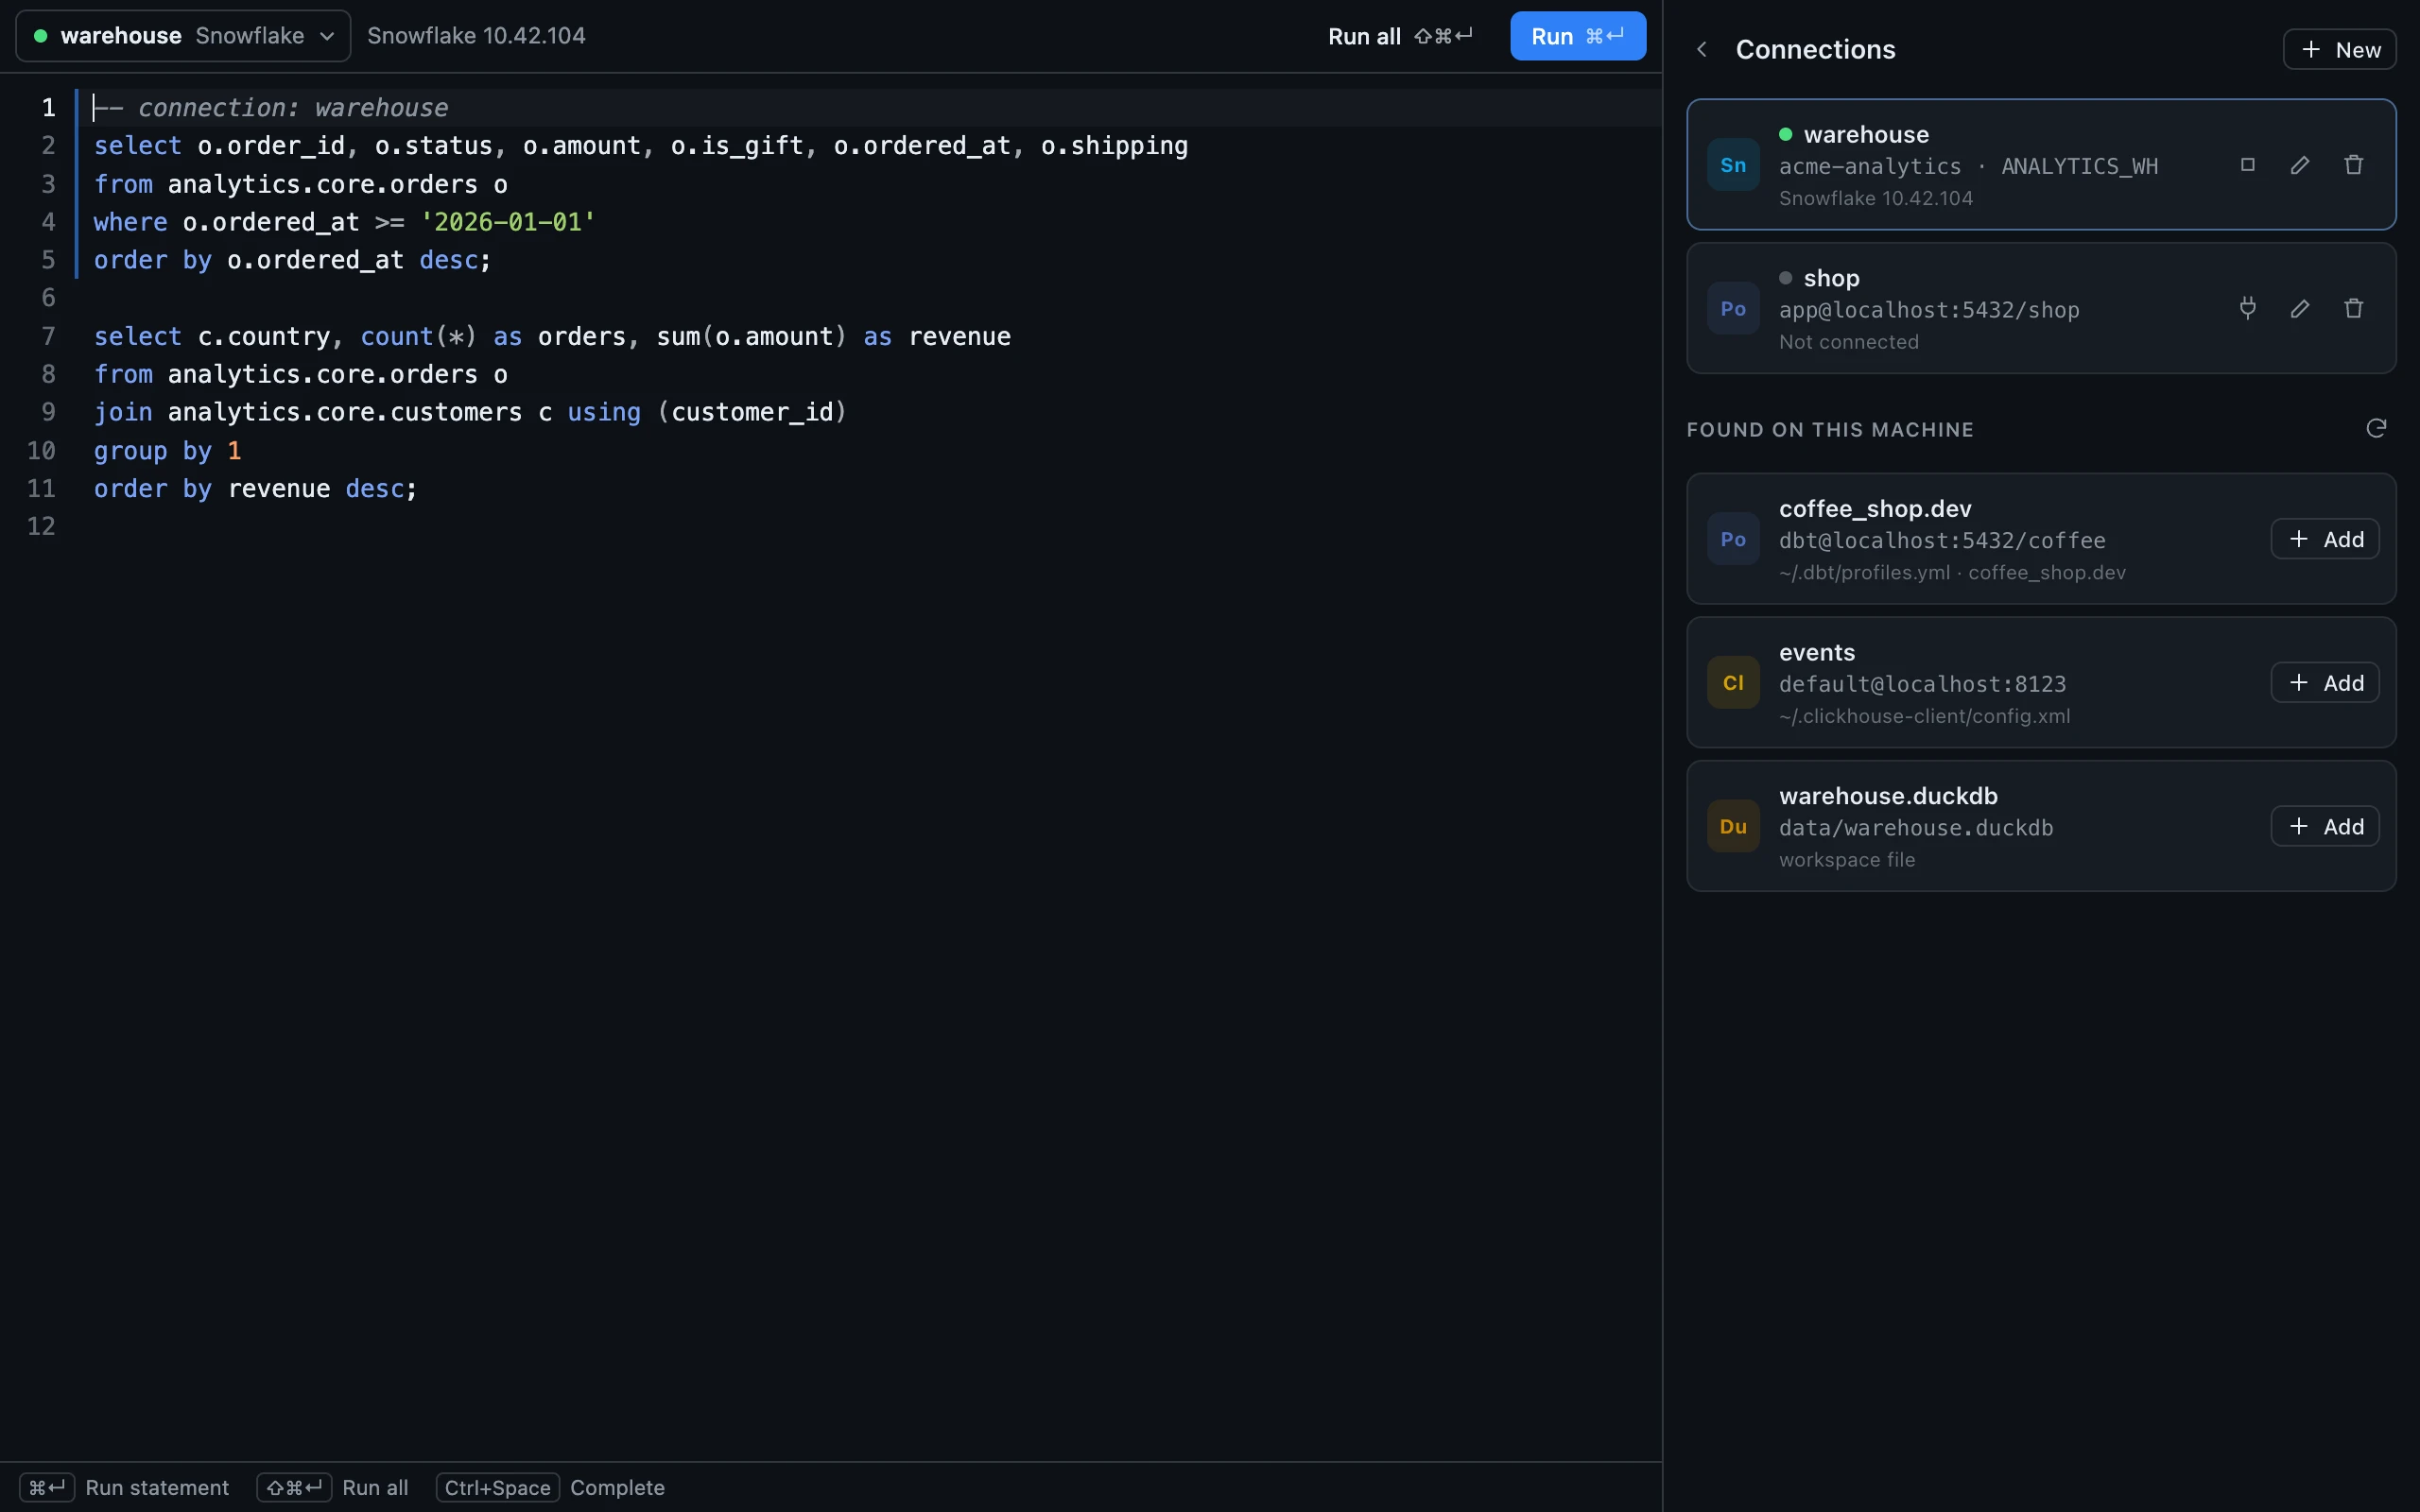 warehouse Snowflake Snowflake 10.42.104 Run all ⇧⌘↵ Run ⌘↵
1 -- connection: warehouse
2 select o.order_id, o.status, o.amount, o.is_gift, o.ordered_at, o.shipping
3 from analytics.core.orders o
4 where o.ordered_at >= '2026-01-01'
5 order by o.ordered_at desc;
6
7 select c.country, count(*) as orders, sum(o.amount) as revenue
8 from analytics.core.orders o
9 join analytics.core.customers c using (customer_id)
10 group by 1
11 order by revenue desc;
12
⌘↵ Run statement ⇧⌘↵ Run all Ctrl+Space Complete
Connections + New
Sn
warehouse
acme-analytics · ANALYTICS_WH
Snowflake 10.42.104
Po
shop
app@localhost:5432/shop
Not connected
FOUND ON THIS MACHINE
Po
coffee_shop.dev
dbt@localhost:5432/coffee
~/.dbt/profiles.yml · coffee_shop.dev
+ Add
Cl
events
default@localhost:8123
~/.clickhouse-client/config.xml
+ Add
Du
warehouse.duckdb
data/warehouse.duckdb
workspace file
+ Add